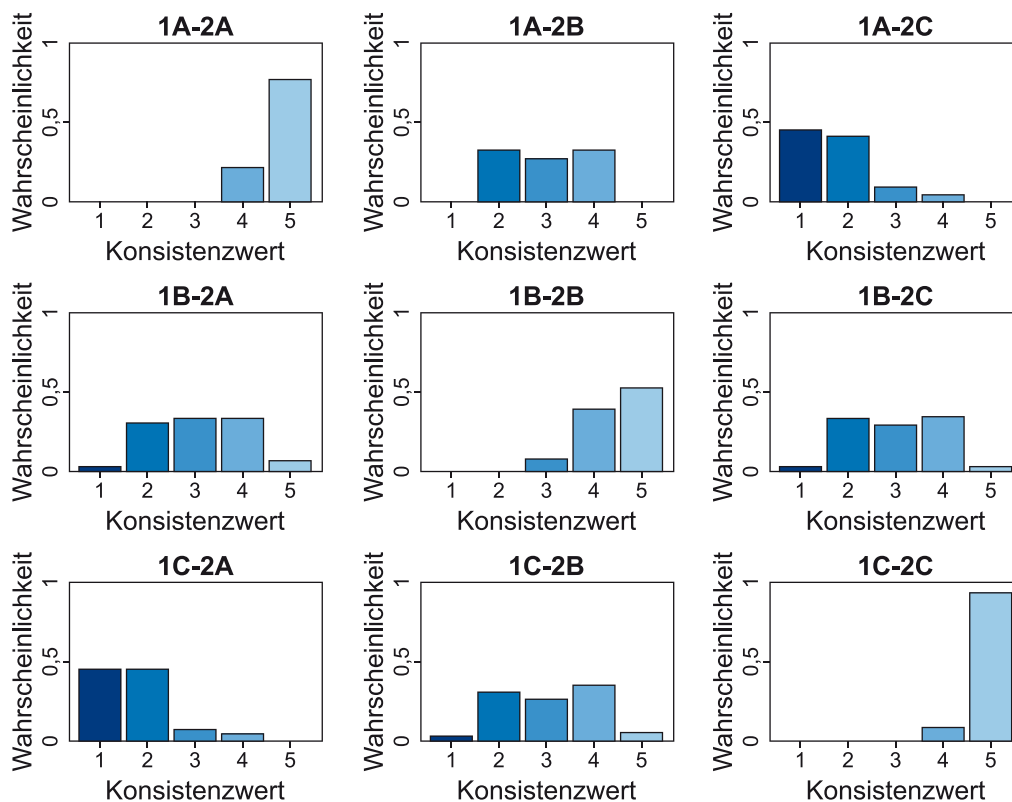 1A-2A
Wahrscheinlichkeit
1
0,5
0
1 2 3 4 5
Konsistenzwert
1A-2B
Wahrscheinlichkeit
1
0,5
0
1 2 3 4 5
Konsistenzwert
1A-2C
Wahrscheinlichkeit
1
0,5
0
1 2 3 4 5
Konsistenzwert
1B-2A
Wahrscheinlichkeit
1
0,5
0
1 2 3 4 5
Konsistenzwert
1B-2B
Wahrscheinlichkeit
1
0,5
0
1 2 3 4 5
Konsistenzwert
1B-2C
Wahrscheinlichkeit
1
0,5
0
1 2 3 4 5
Konsistenzwert
1C-2A
Wahrscheinlichkeit
1
0,5
0
1 2 3 4 5
Konsistenzwert
1C-2B
Wahrscheinlichkeit
1
0,5
0
1 2 3 4 5
Konsistenzwert
1C-2C
Wahrscheinlichkeit
1
0,5
0
1 2 3 4 5
Konsistenzwert